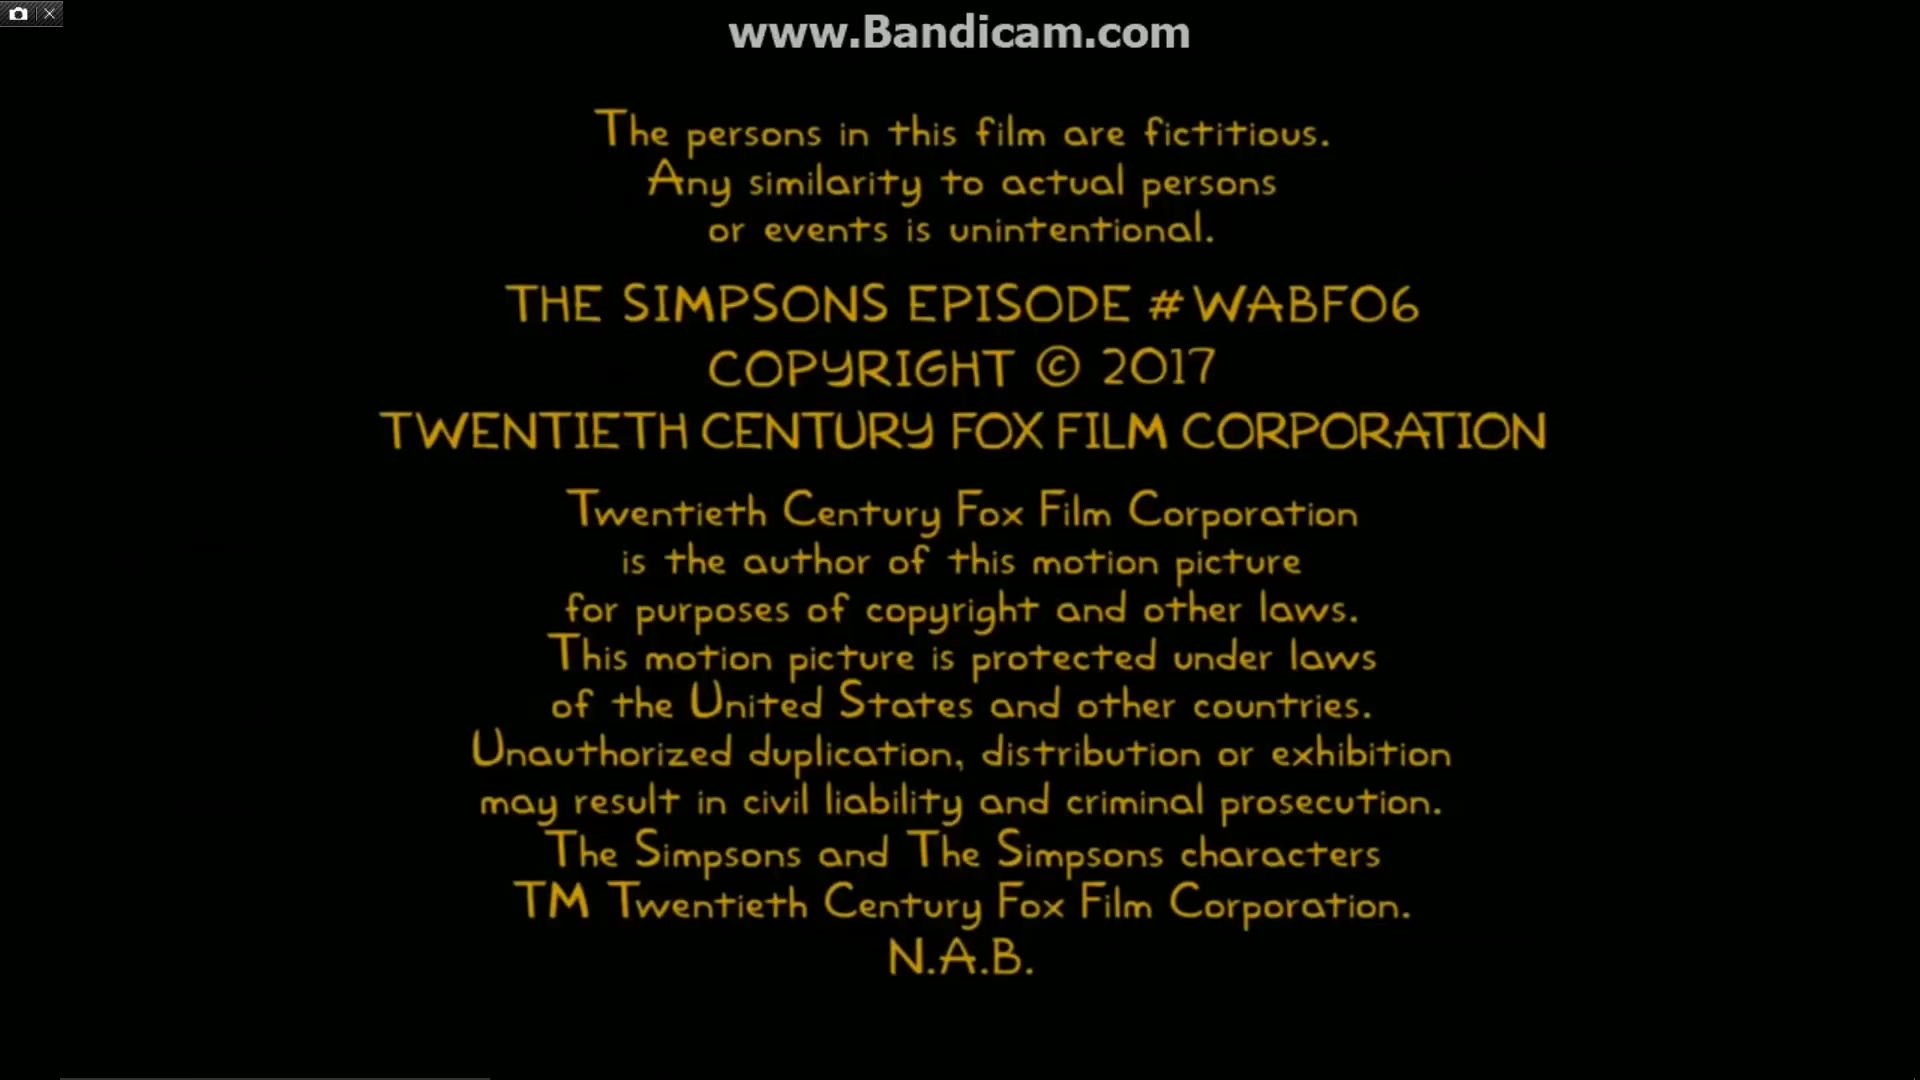 www.Bandicam.com
The persons in this film are fictitious.
Any similarity to actual persons
or events is unintentional.
THE SIMPSONS EPISODE #WABF06
COPYRIGHT © 2017
TWENTIETH CENTURY FOX FILM CORPORATION
Twentieth Century Fox Film Corporation
is the author of this motion picture
for purposes of copyright and other laws.
This motion picture is protected under laws
of the United States and other countries.
Unauthorized duplication, distribution or exhibition
may result in civil liability and criminal prosecution.
The Simpsons and The Simpsons characters
TM Twentieth Century Fox Film Corporation.
N.A.B.